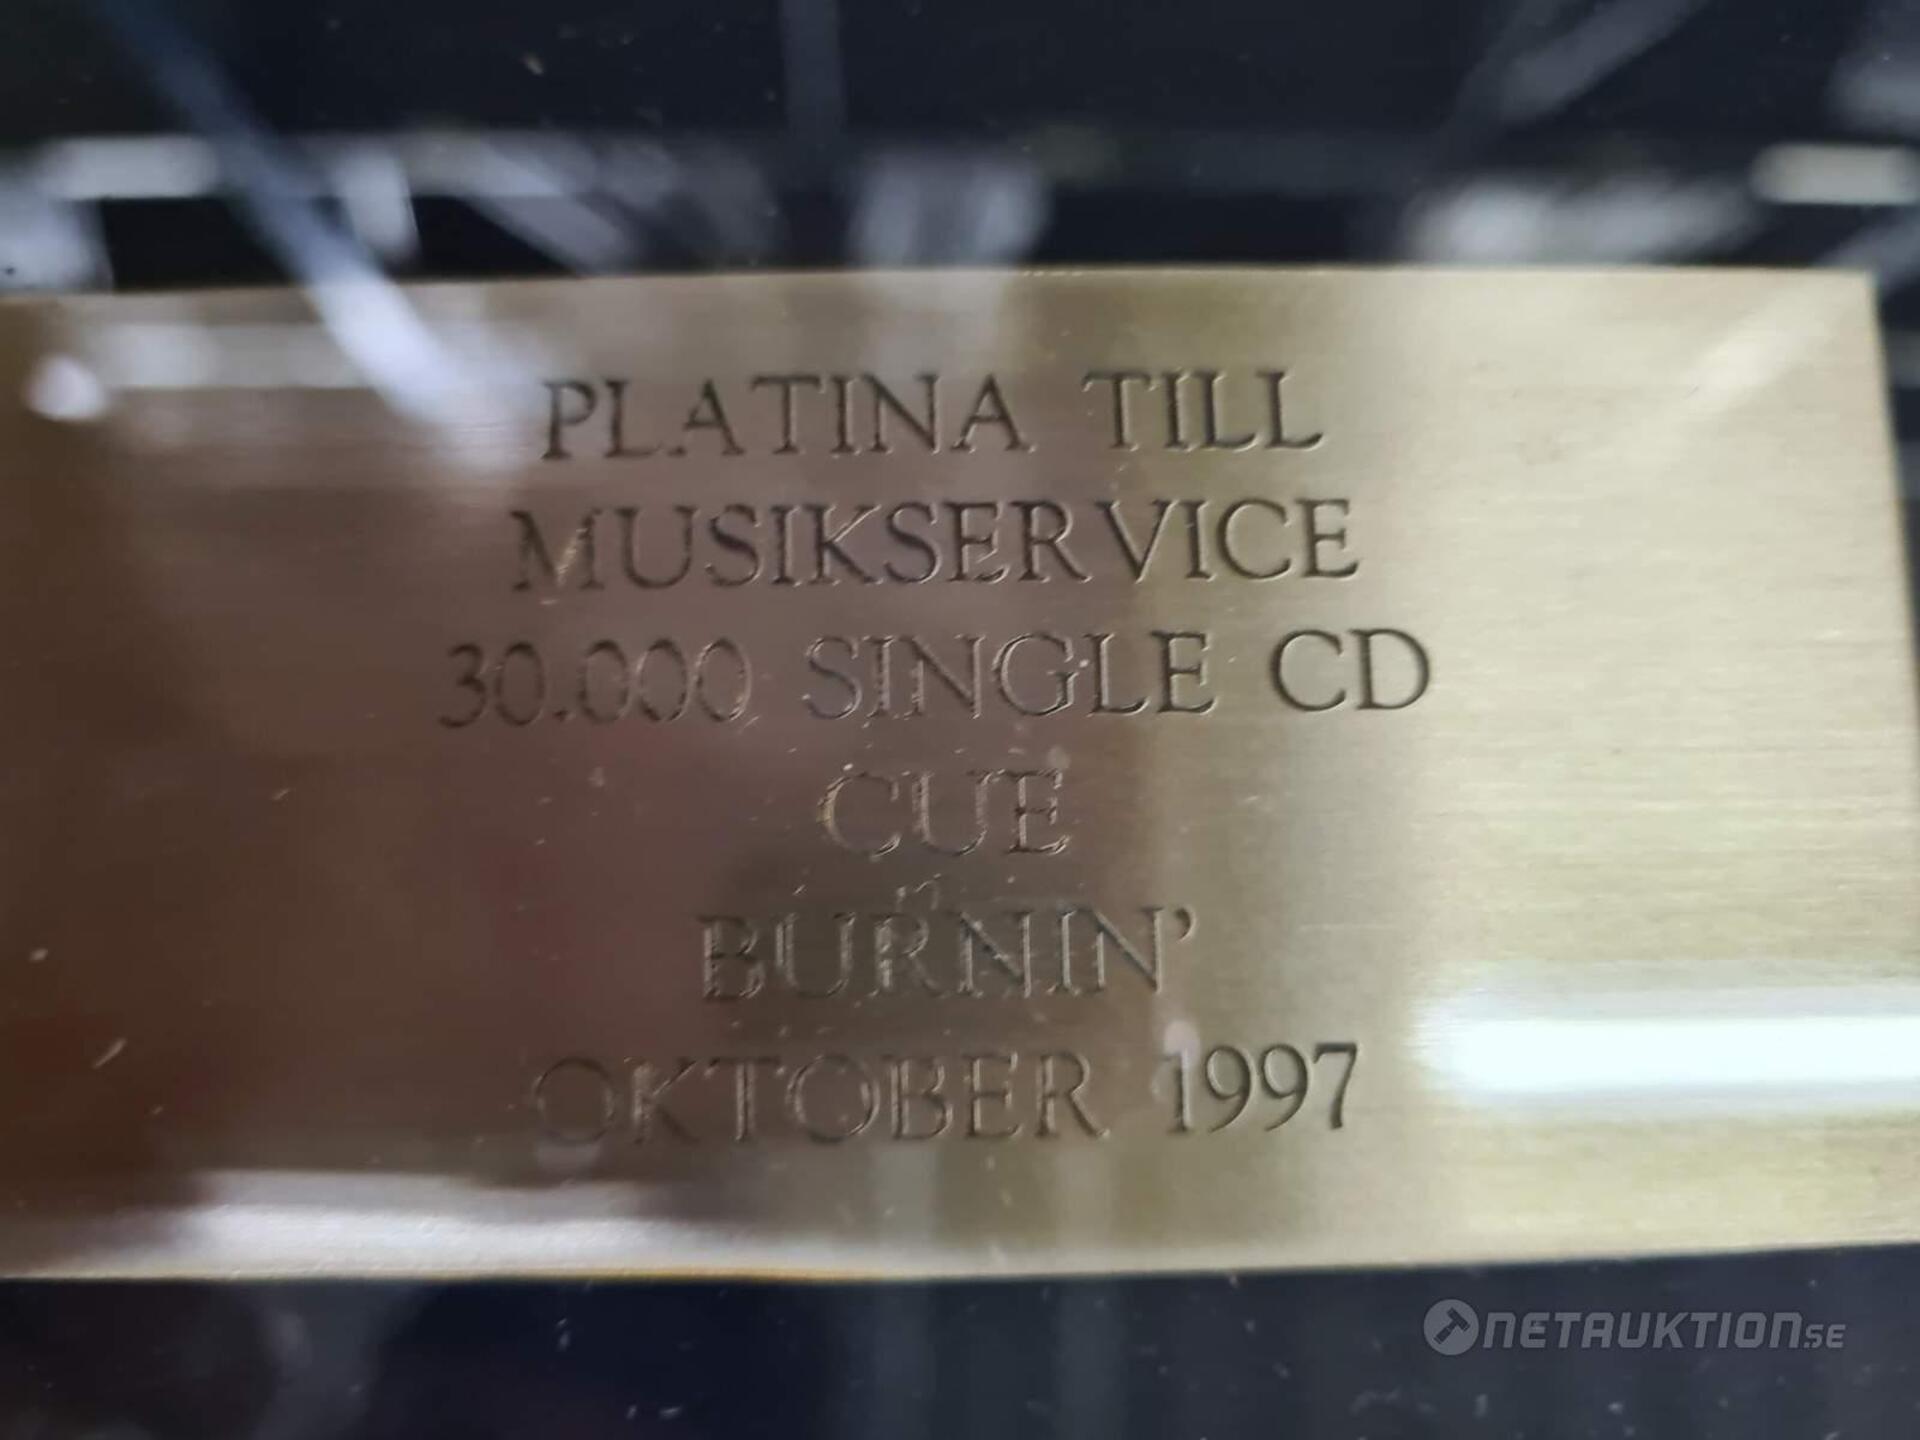 PLATINA TILL
MUSIKSERVICE
30.000 SINGLE CD
CUE
BURNIN'
OKTOBER 1997
NETAUKTION.SE